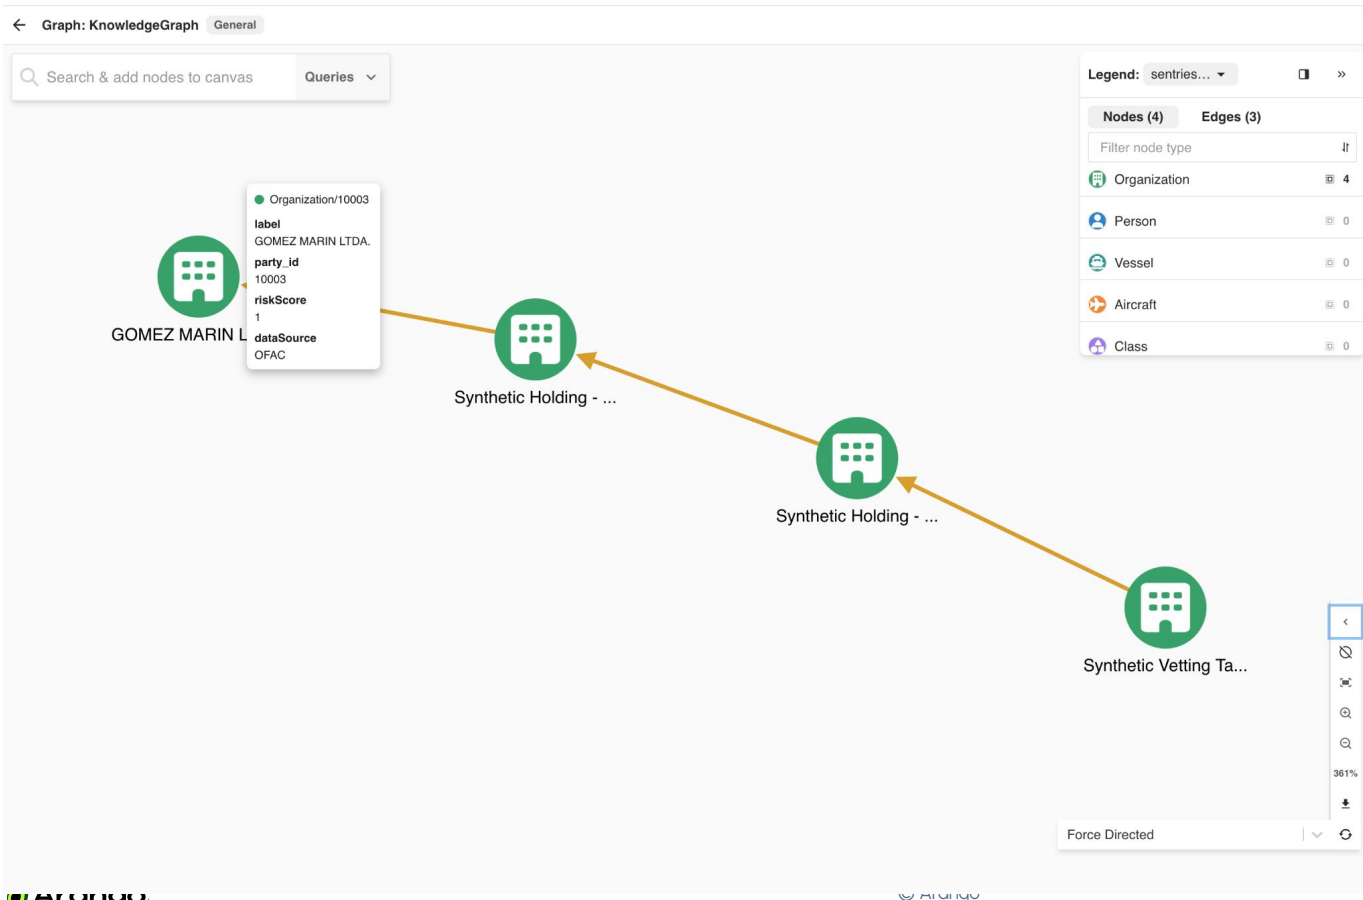 Graph: KnowledgeGraph General
Search & add nodes to canvas Queries
Legend: sentries...
Nodes (4) Edges (3)
Filter node type
Organization 4
Person 0
Vessel 0
Aircraft 0
Class 0
Organization/10003
label
GOMEZ MARIN LTDA.
party_id
10003
riskScore
1
dataSource
OFAC
GOMEZ MARIN L
Synthetic Holding - ...
Synthetic Holding - ...
Synthetic Vetting Ta...
361%
Force Directed
Arango
© Arango